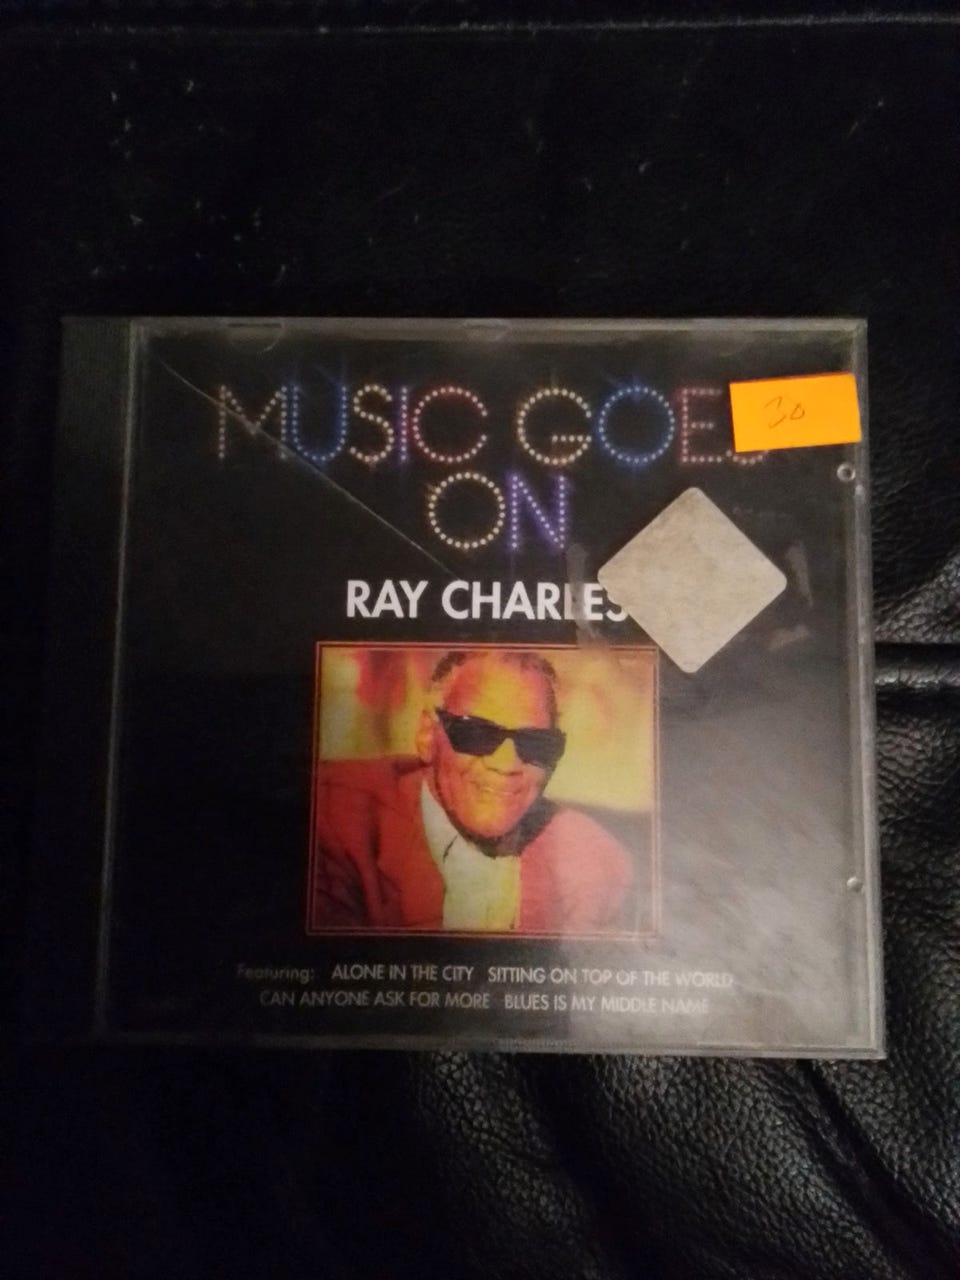 MUSIC GOES
30
ON
RAY CHARLES
Featuring: ALONE IN THE CITY SITTING ON TOP OF THE WORLD
CAN ANYONE ASK FOR MORE BLUES IS MY MIDDLE NAME